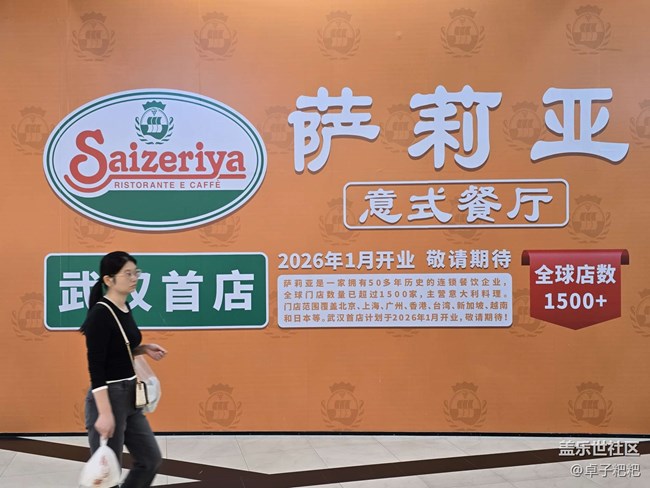 Saizeriya
RISTORANTE E CAFFÈ
萨莉亚
意式餐厅
武汉首店
2026年1月开业 敬请期待
萨莉亚是一家拥有50多年历史的连锁餐饮企业，
全球门店数量已超过1500家，主营意大利料理。
门店范围覆盖北京、上海、广州、香港、台湾、新加坡、越南
和日本等。武汉首店计划于2026年1月开业，敬请期待！
全球店数
1500+
盖乐世社区
@卓子粑粑